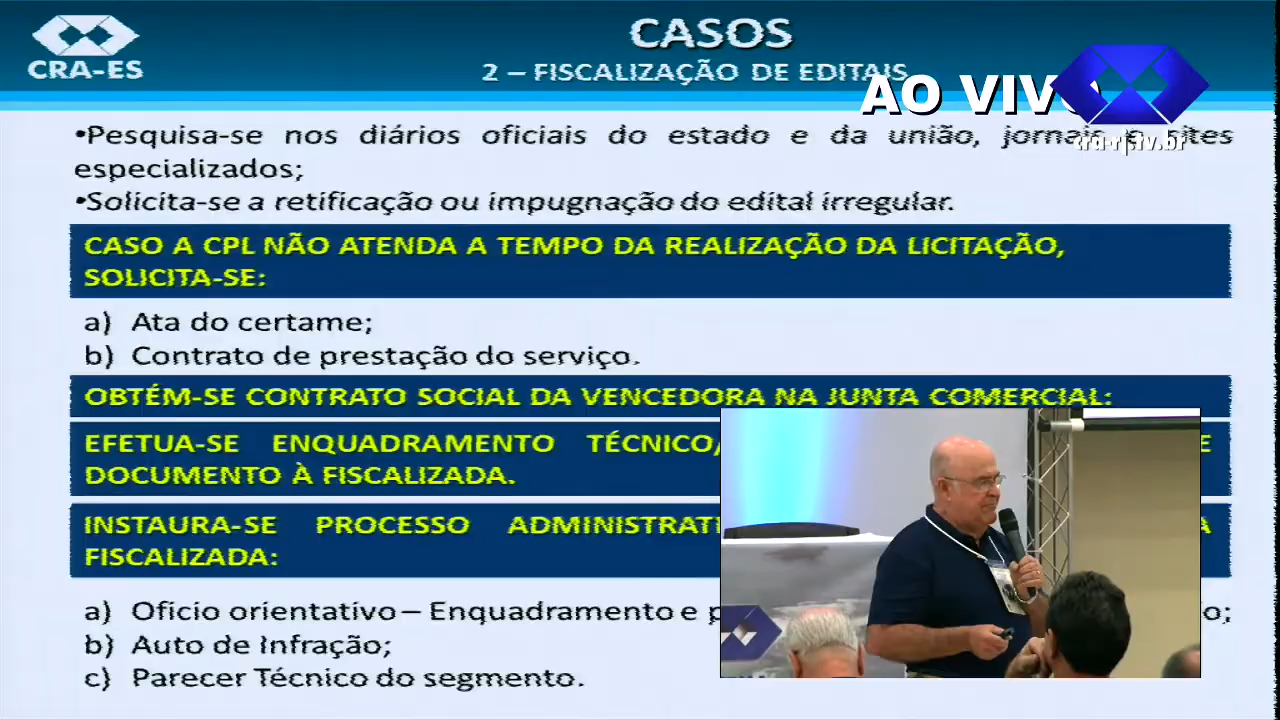 CRA-ES
CASOS
2 – FISCALIZAÇÃO DE EDITAIS
AO VIVO
•Pesquisa-se nos diários oficiais do estado e da união, jornais e sites
especializados;
•Solicita-se a retificação ou impugnação do edital irregular.
CASO A CPL NÃO ATENDA A TEMPO DA REALIZAÇÃO DA LICITAÇÃO,
SOLICITA-SE:
a) Ata do certame;
b) Contrato de prestação do serviço.
OBTÉM-SE CONTRATO SOCIAL DA VENCEDORA NA JUNTA COMERCIAL:
EFETUA-SE ENQUADRAMENTO TÉCNICO/ E
DOCUMENTO À FISCALIZADA.
INSTAURA-SE PROCESSO
FISCALIZADA:
a) Oficio orientativo – Enquadramento e
b) Auto de Infração;
c) Parecer Técnico do segmento.